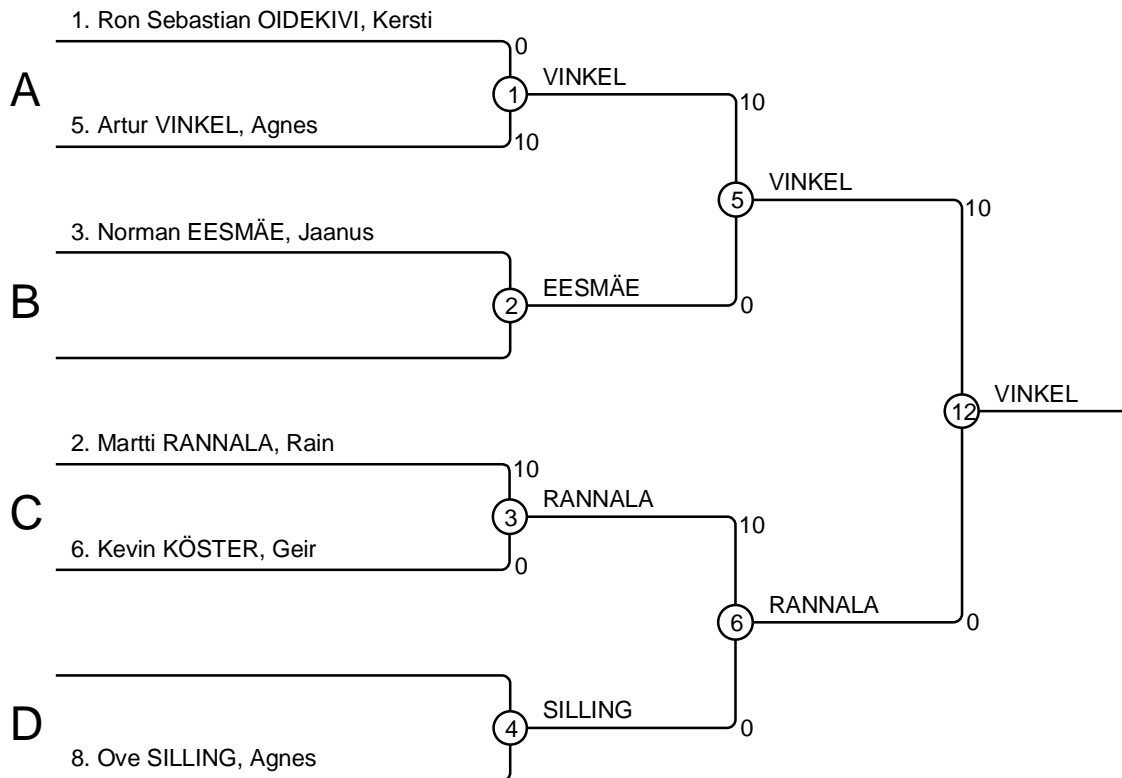 1. Ron Sebastian OIDEKIVI, Kersti
0
A
1
VINKEL
10
5. Artur VINKEL, Agnes
10
5
VINKEL
10
3. Norman EESMÄE, Jaanus
B
2
EESMÄE
0
12
VINKEL
2. Martti RANNALA, Rain
10
C
3
RANNALA
10
6. Kevin KÖSTER, Geir
0
6
RANNALA
0
D
4
SILLING
0
8. Ove SILLING, Agnes